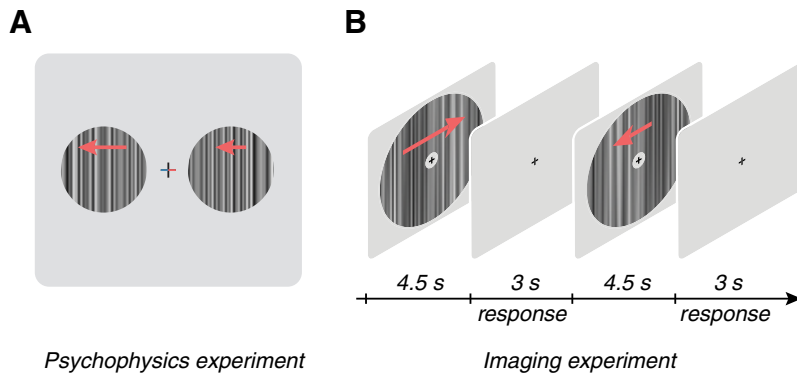 A
B
4.5 s
3 s
4.5 s
3 s
response
response
Psychophysics experiment
Imaging experiment